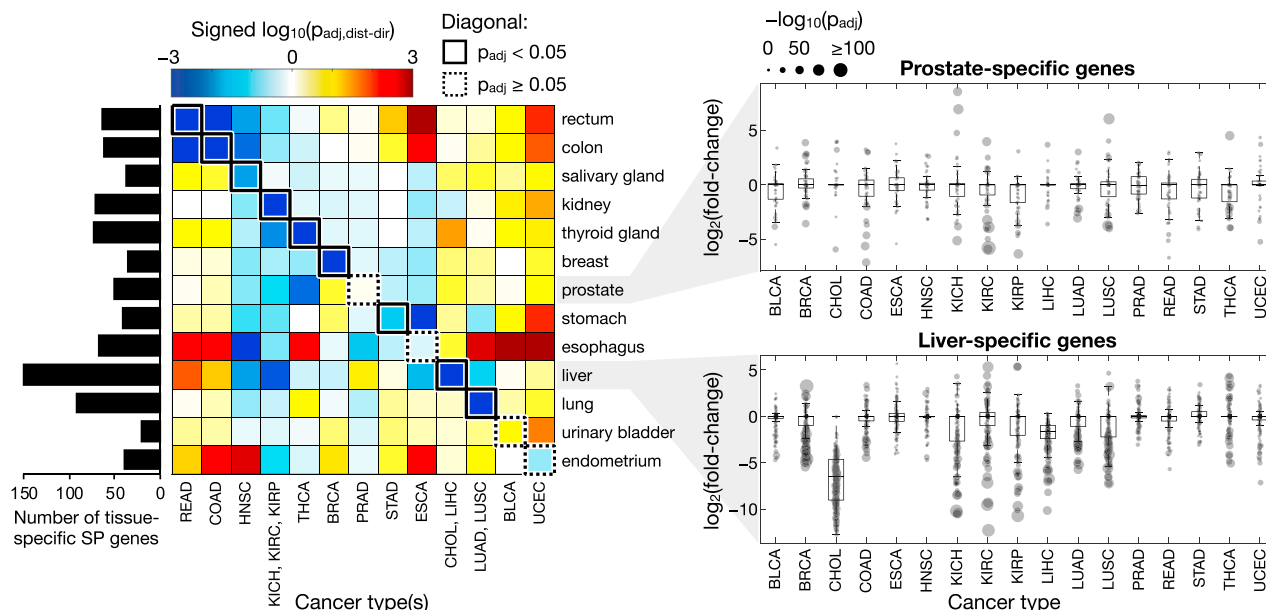 Signed log10(padj,dist-dir)
−3 0 3
Diagonal:
padj < 0.05
padj ≥ 0.05
rectum
colon
salivary gland
kidney
thyroid gland
breast
prostate
stomach
esophagus
liver
lung
urinary bladder
endometrium
150 100 50 0
Number of tissue-
specific SP genes
READ
COAD
HNSC
KICH, KIRC, KIRP
THCA
BRCA
PRAD
STAD
ESCA
CHOL, LIHC
LUAD, LUSC
BLCA
UCEC
Cancer type(s)
−log10(padj)
0 50 ≥100
Prostate-specific genes
log2(fold-change)
5
0
−5
BLCA
BRCA
CHOL
COAD
ESCA
HNSC
KICH
KIRC
KIRP
LIHC
LUAD
LUSC
PRAD
READ
STAD
THCA
UCEC
Liver-specific genes
log2(fold-change)
5
0
−5
−10
BLCA
BRCA
CHOL
COAD
ESCA
HNSC
KICH
KIRC
KIRP
LIHC
LUAD
LUSC
PRAD
READ
STAD
THCA
UCEC
Cancer type